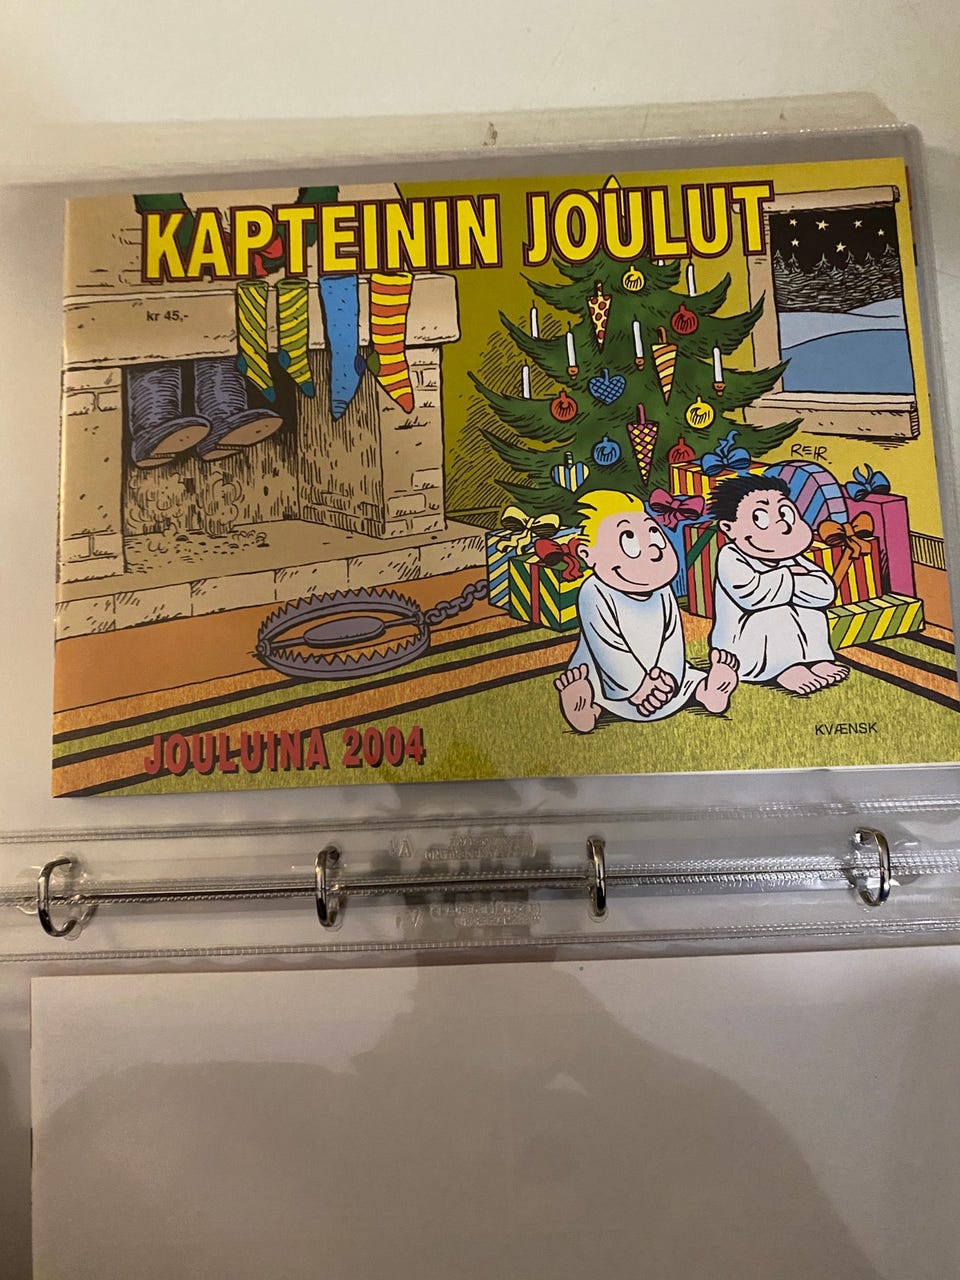 KAPTEININ JOULUT
kr 45,-
REIR
JOULUINA 2004
KVÆNSK